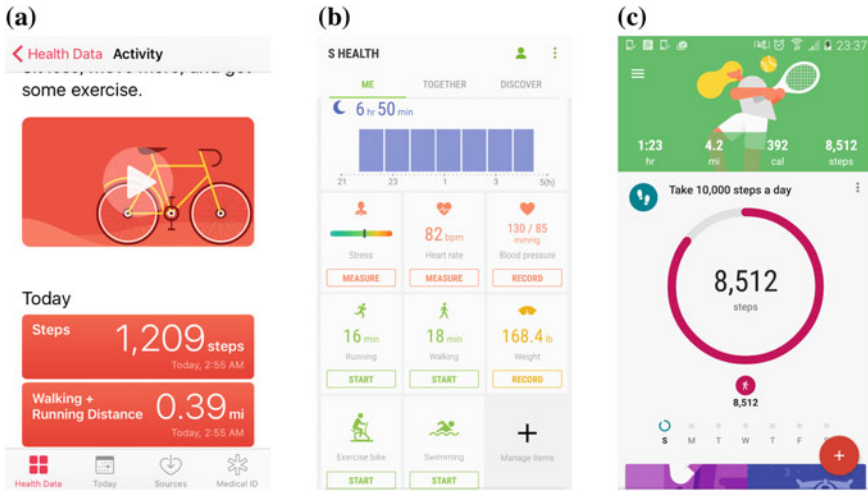 (a)
Health Data Activity
some exercise.
Today
Steps
1,209 steps
Today, 2:55 AM
Walking +
Running Distance
0.39 mi
Today, 2:55 AM
Health Data Today Sources Medical ID
(b)
S HEALTH
ME TOGETHER DISCOVER
6 hr 50 min
21 23 1 3 5(h)
82 bpm
130 / 85
mmHg
Stress Heart rate Blood pressure
MEASURE MEASURE RECORD
16 min 18 min 168.4 lb
Running Walking Weight
START START RECORD
Exercise bike Swimming Manage items
START START
(c)
23:37
1:23 4.2 392 8,512
hr mi cal steps
Take 10,000 steps a day
8,512
steps
8,512
S M T W T F S